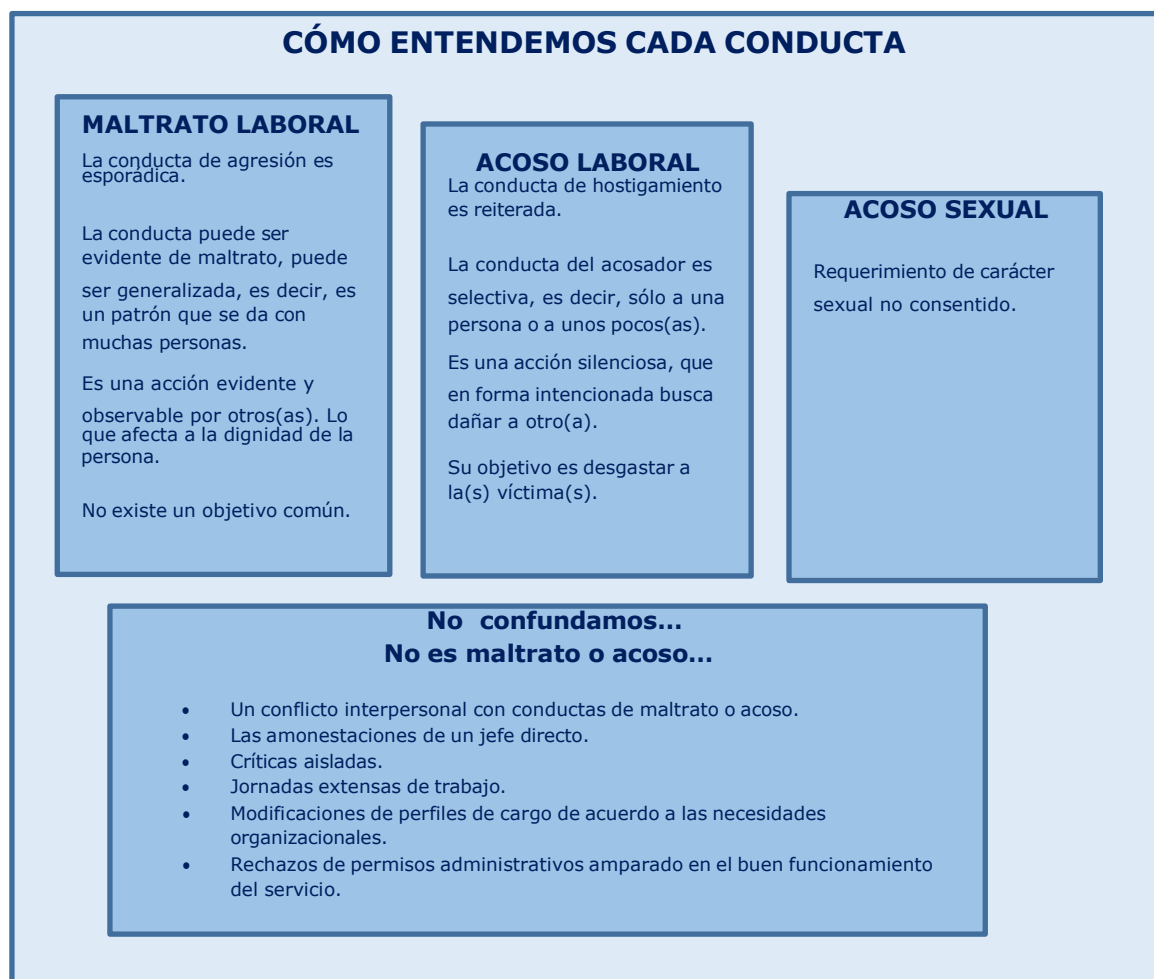 CÓMO ENTENDEMOS CADA CONDUCTA
MALTRATO LABORAL
La conducta de agresión es
esporádica.
La conducta puede ser
evidente de maltrato, puede
ser generalizada, es decir, es
un patrón que se da con
muchas personas.
Es una acción evidente y
observable por otros(as). Lo
que afecta a la dignidad de la
persona.
No existe un objetivo común.
ACOSO LABORAL
La conducta de hostigamiento
es reiterada.
La conducta del acosador es
selectiva, es decir, sólo a una
persona o a unos pocos(as).
Es una acción silenciosa, que
en forma intencionada busca
dañar a otro(a).
Su objetivo es desgastar a
la(s) víctima(s).
ACOSO SEXUAL
Requerimiento de carácter
sexual no consentido.
No confundamos...
No es maltrato o acoso...
• Un conflicto interpersonal con conductas de maltrato o acoso.
• Las amonestaciones de un jefe directo.
• Críticas aisladas.
• Jornadas extensas de trabajo.
• Modificaciones de perfiles de cargo de acuerdo a las necesidades
organizacionales.
• Rechazos de permisos administrativos amparado en el buen funcionamiento
del servicio.